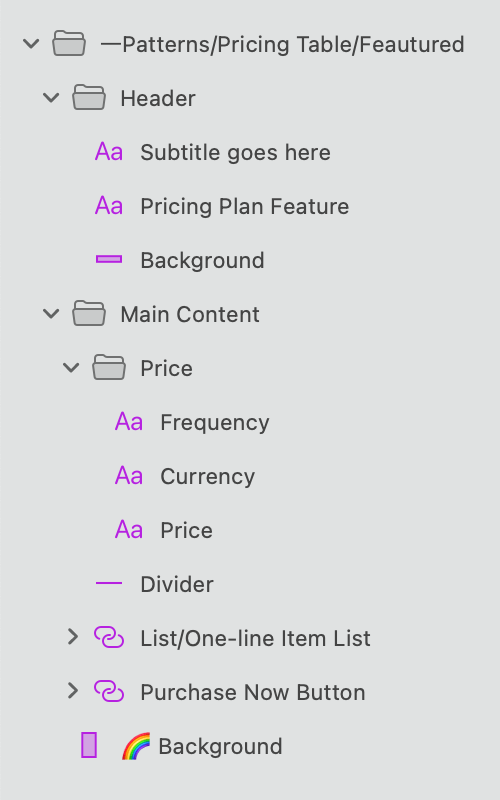 —Patterns/Pricing Table/Feautured
Header
Aa Subtitle goes here
Aa Pricing Plan Feature
Background
Main Content
Price
Aa Frequency
Aa Currency
Aa Price
Divider
List/One-line Item List
Purchase Now Button
🌈 Background